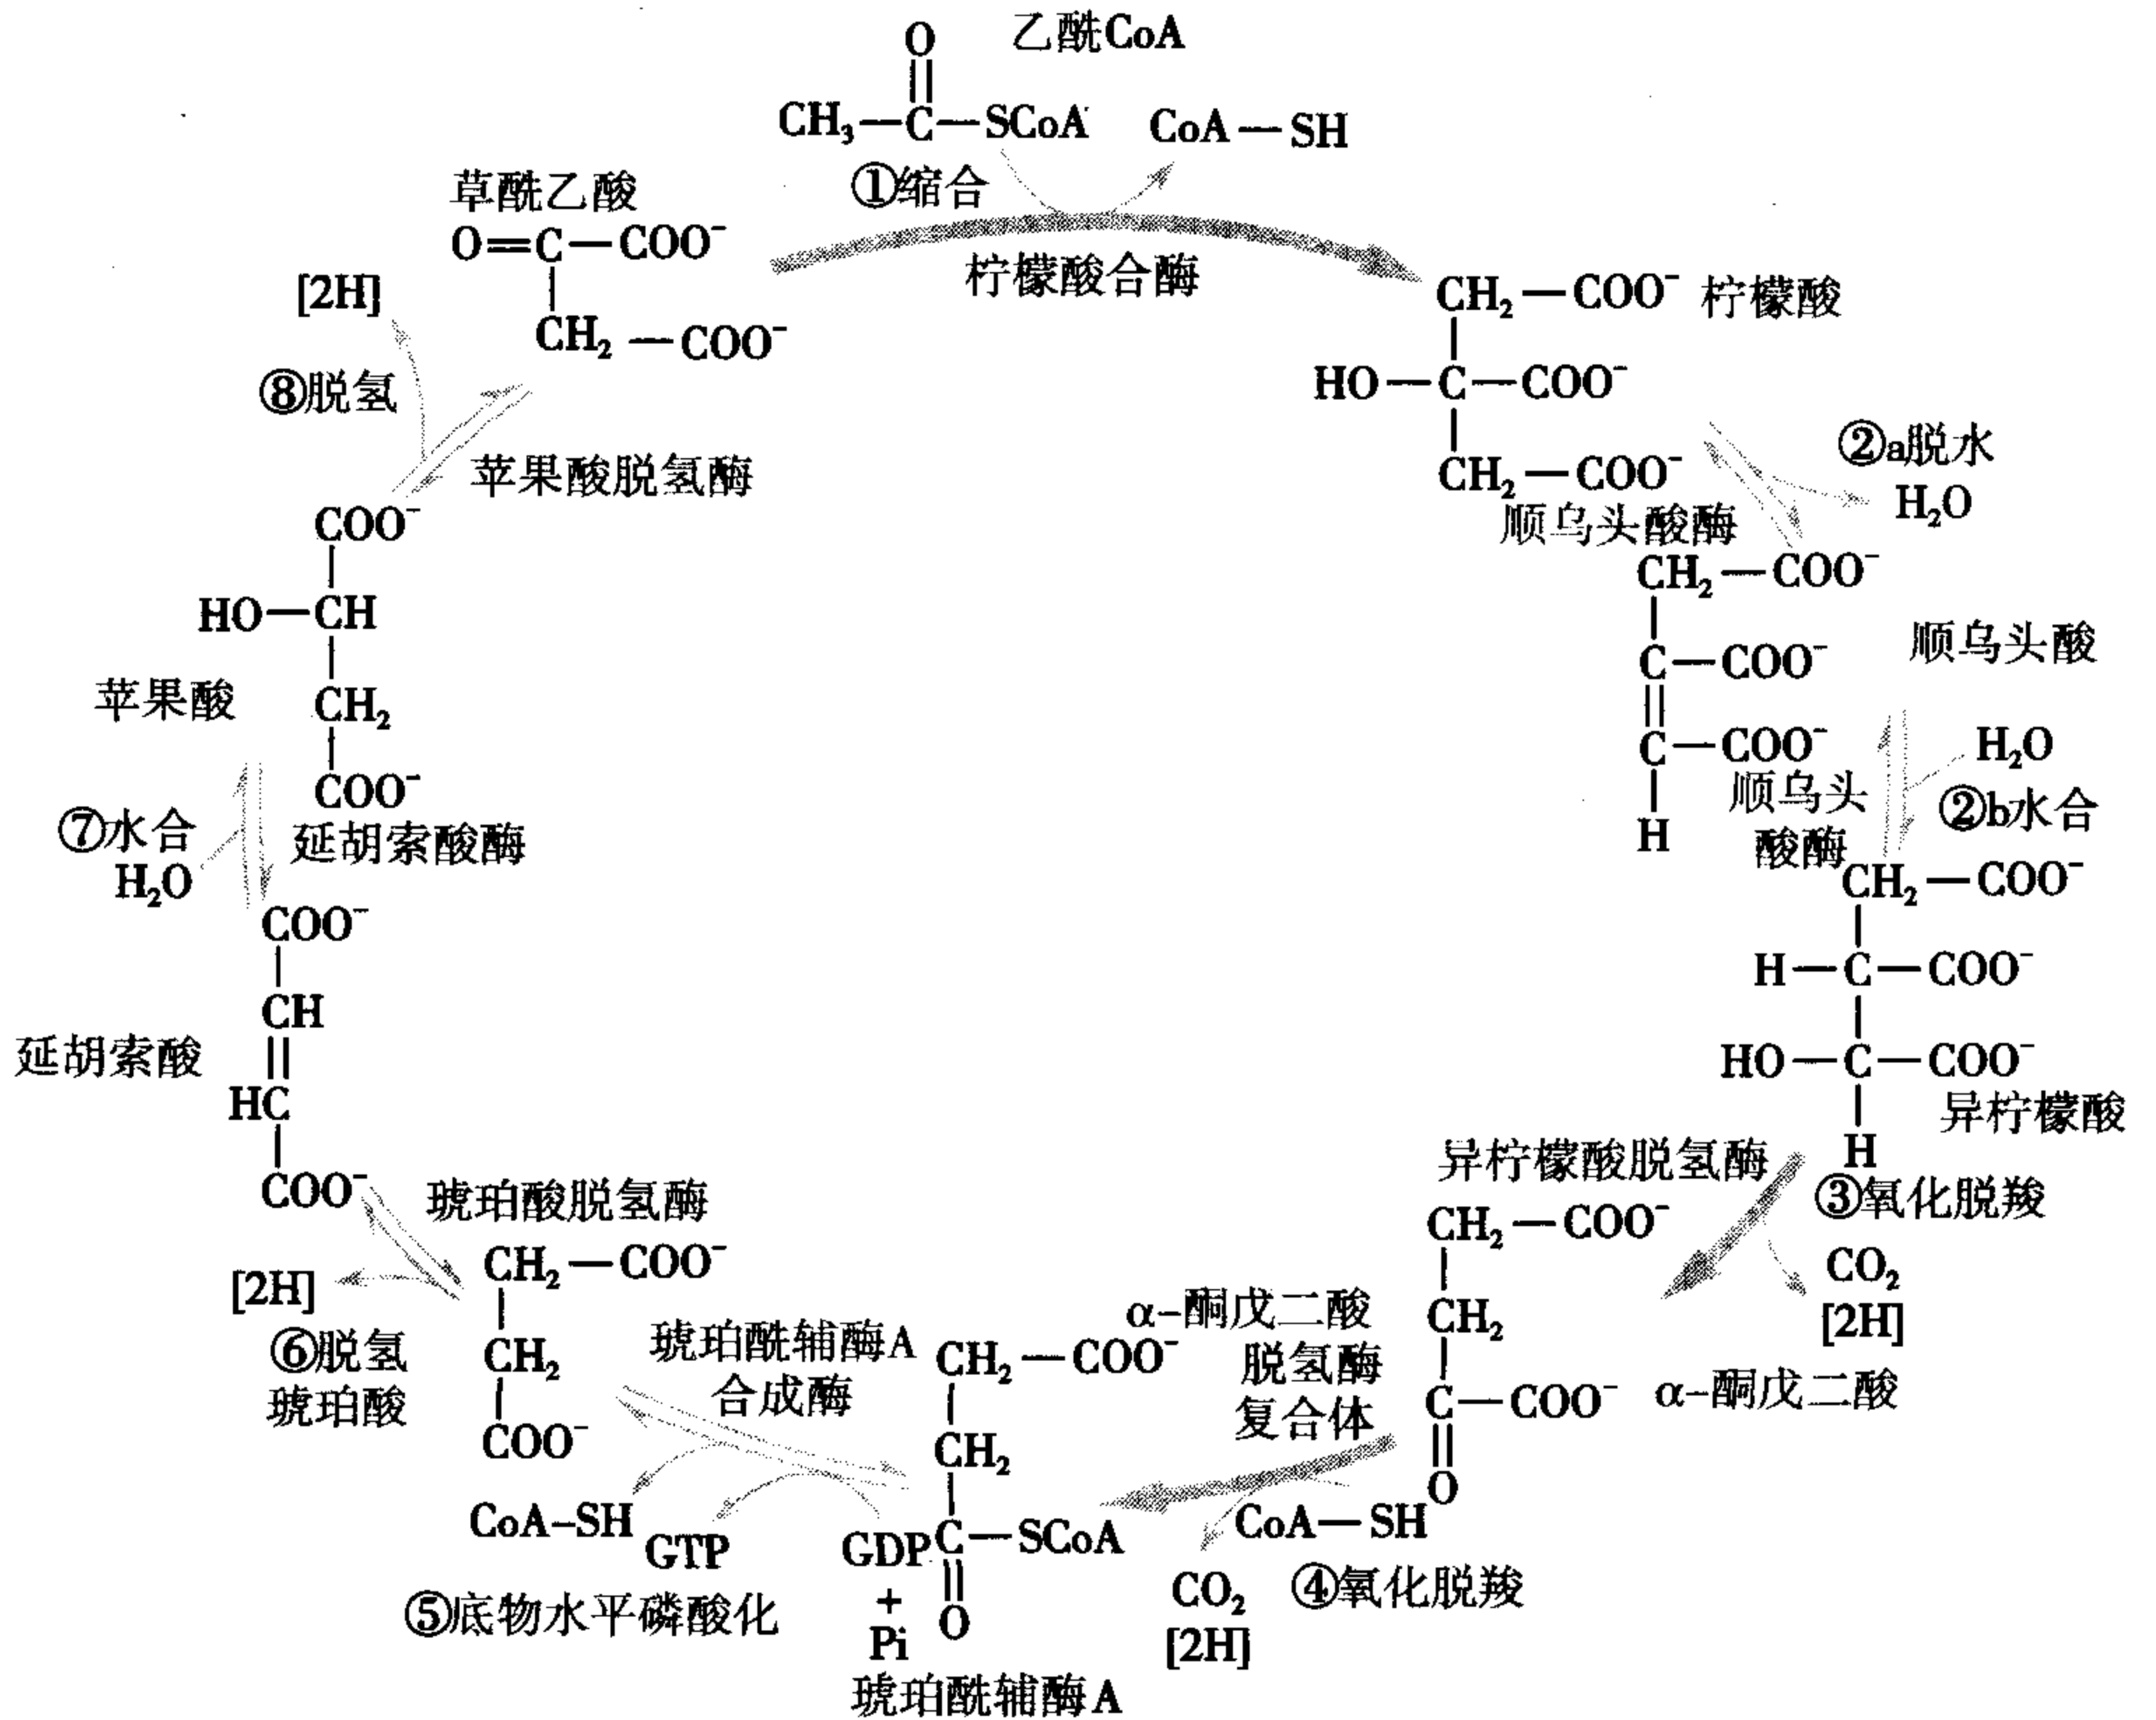 乙酰CoA
O
CH₃—C—SCoA
CoA—SH
①缩合
柠檬酸合酶
草酰乙酸
O=C—COO⁻
CH₂—COO⁻
[2H]
⑧脱氢
苹果酸脱氢酶
CH₂—COO⁻
柠檬酸
HO—C—COO⁻
CH₂—COO⁻
②a脱水
H₂O
顺乌头酸酶
CH₂—COO⁻
C—COO⁻
C—COO⁻
H
顺乌头酸
H₂O
②b水合
顺乌头
酸酶
CH₂—COO⁻
H—C—COO⁻
HO—C—COO⁻
H
异柠檬酸
异柠檬酸脱氢酶
③氧化脱羧
CO₂
[2H]
CH₂—COO⁻
CH₂
C—COO⁻
O
α-酮戊二酸
α-酮戊二酸
脱氢酶
复合体
CoA—SH
CO₂
[2H]
④氧化脱羧
CH₂—COO⁻
CH₂
C—SCoA
O
琥珀酰辅酶A
琥珀酰辅酶A
合成酶
GDP
+
Pi
GTP
CoA-SH
⑤底物水平磷酸化
CH₂—COO⁻
CH₂
COO⁻
琥珀酸脱氢酶
[2H]
⑥脱氢
琥珀酸
COO⁻
CH
HC
COO⁻
延胡索酸
延胡索酸酶
⑦水合
H₂O
COO⁻
HO—CH
CH₂
COO⁻
苹果酸